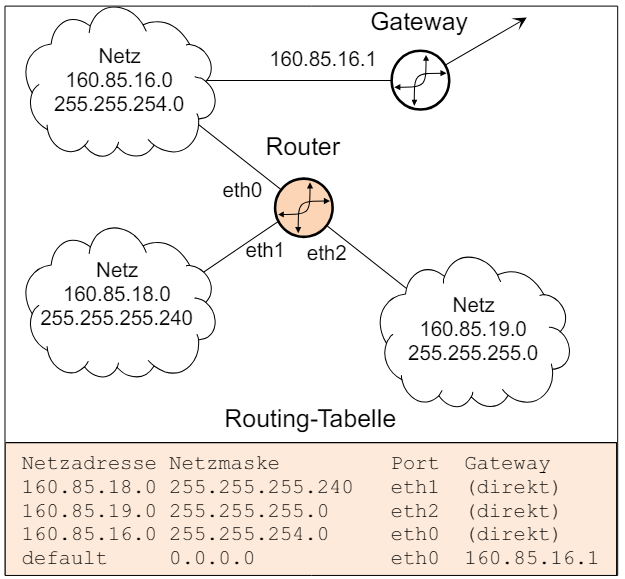 Gateway
Netz
160.85.16.0
255.255.254.0
160.85.16.1
Router
eth0
eth1 eth2
Netz
160.85.18.0
255.255.255.240
Netz
160.85.19.0
255.255.255.0
Routing-Tabelle
Netzadresse Netzmaske Port Gateway
160.85.18.0 255.255.255.240 eth1 (direkt)
160.85.19.0 255.255.255.0 eth2 (direkt)
160.85.16.0 255.255.254.0 eth0 (direkt)
default 0.0.0.0 eth0 160.85.16.1